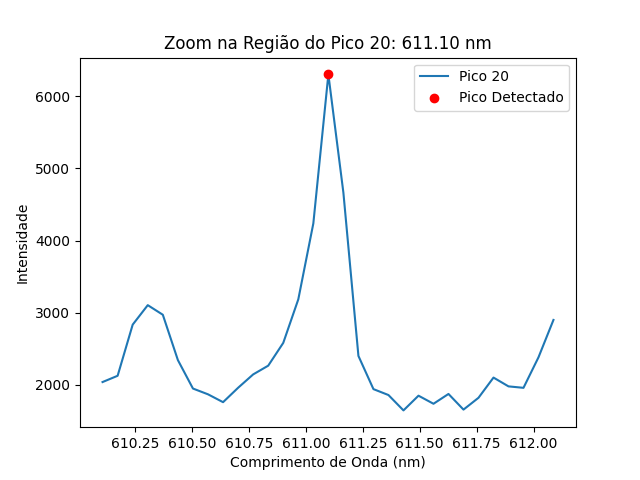 Zoom na Região do Pico 20: 611.10 nm
Pico 20
Pico Detectado
Intensidade
6000
5000
4000
3000
2000
610.25 610.50 610.75 611.00 611.25 611.50 611.75 612.00
Comprimento de Onda (nm)